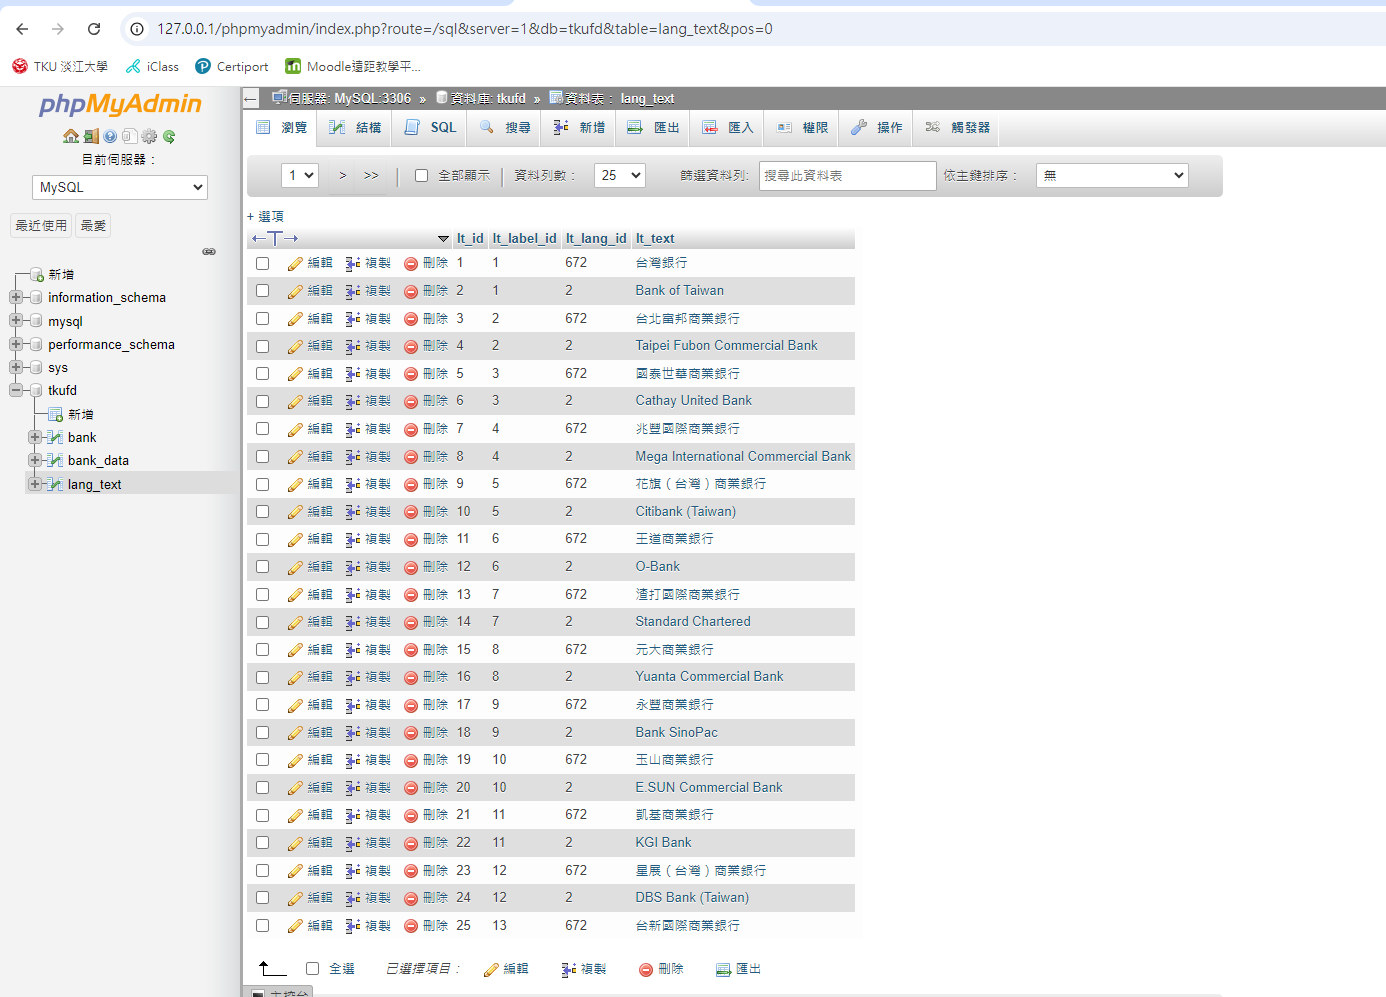 127.0.0.1/phpmyadmin/index.php?route=/sql&server=1&db=tkufd&table=lang_text&pos=0
TKU 淡江大學 iClass Certiport Moodle遠距教學平...
phpMyAdmin
目前伺服器：
MySQL
最近使用 最愛
新增
information_schema
mysql
performance_schema
sys
tkufd
新增
bank
bank_data
lang_text
伺服器: MySQL:3306 » 資料庫: tkufd » 資料表： lang_text
瀏覽 結構 SQL 搜尋 新增 匯出 匯入 權限 操作 觸發器
1 > >> 全部顯示 資料列數： 25 篩選資料列: 搜尋此資料表 依主鍵排序： 無
+ 選項
←T→ lt_id lt_label_id lt_lang_id lt_text
編輯 複製 刪除 1 1 672 台灣銀行
編輯 複製 刪除 2 1 2 Bank of Taiwan
編輯 複製 刪除 3 2 672 台北富邦商業銀行
編輯 複製 刪除 4 2 2 Taipei Fubon Commercial Bank
編輯 複製 刪除 5 3 672 國泰世華商業銀行
編輯 複製 刪除 6 3 2 Cathay United Bank
編輯 複製 刪除 7 4 672 兆豐國際商業銀行
編輯 複製 刪除 8 4 2 Mega International Commercial Bank
編輯 複製 刪除 9 5 672 花旗（台灣）商業銀行
編輯 複製 刪除 10 5 2 Citibank (Taiwan)
編輯 複製 刪除 11 6 672 王道商業銀行
編輯 複製 刪除 12 6 2 O-Bank
編輯 複製 刪除 13 7 672 渣打國際商業銀行
編輯 複製 刪除 14 7 2 Standard Chartered
編輯 複製 刪除 15 8 672 元大商業銀行
編輯 複製 刪除 16 8 2 Yuanta Commercial Bank
編輯 複製 刪除 17 9 672 永豐商業銀行
編輯 複製 刪除 18 9 2 Bank SinoPac
編輯 複製 刪除 19 10 672 玉山商業銀行
編輯 複製 刪除 20 10 2 E.SUN Commercial Bank
編輯 複製 刪除 21 11 672 凱基商業銀行
編輯 複製 刪除 22 11 2 KGI Bank
編輯 複製 刪除 23 12 672 星展（台灣）商業銀行
編輯 複製 刪除 24 12 2 DBS Bank (Taiwan)
編輯 複製 刪除 25 13 672 台新國際商業銀行
全選 已選擇項目： 編輯 複製 刪除 匯出
主控台